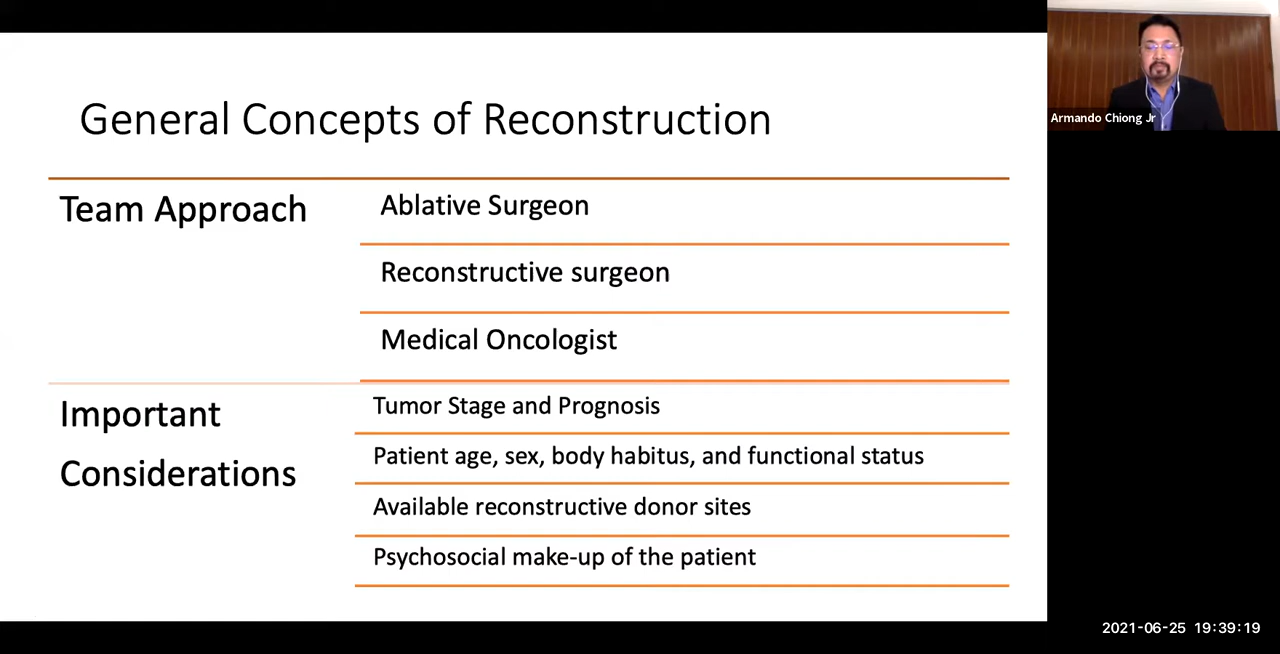 General Concepts of Reconstruction
Team Approach
Ablative Surgeon
Reconstructive surgeon
Medical Oncologist
Important
Considerations
Tumor Stage and Prognosis
Patient age, sex, body habitus, and functional status
Available reconstructive donor sites
Psychosocial make-up of the patient
Armando Chiong Jr
2021-06-25 19:39:19